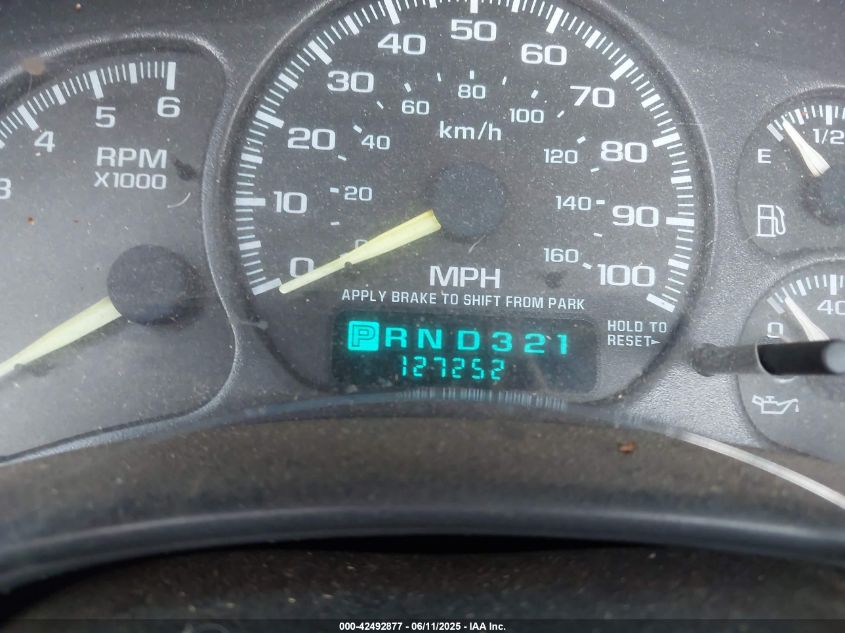 3 4 5 6
RPM
X1000
0 10 20 30 40 50 60 70 80 90 100
0 20 40 60 80 100 120 140 160
km/h
MPH
APPLY BRAKE TO SHIFT FROM PARK
PRND321
127252
HOLD TO
RESET
E 1/2
0 40
000-42492877 - 06/11/2025 - IAA Inc.